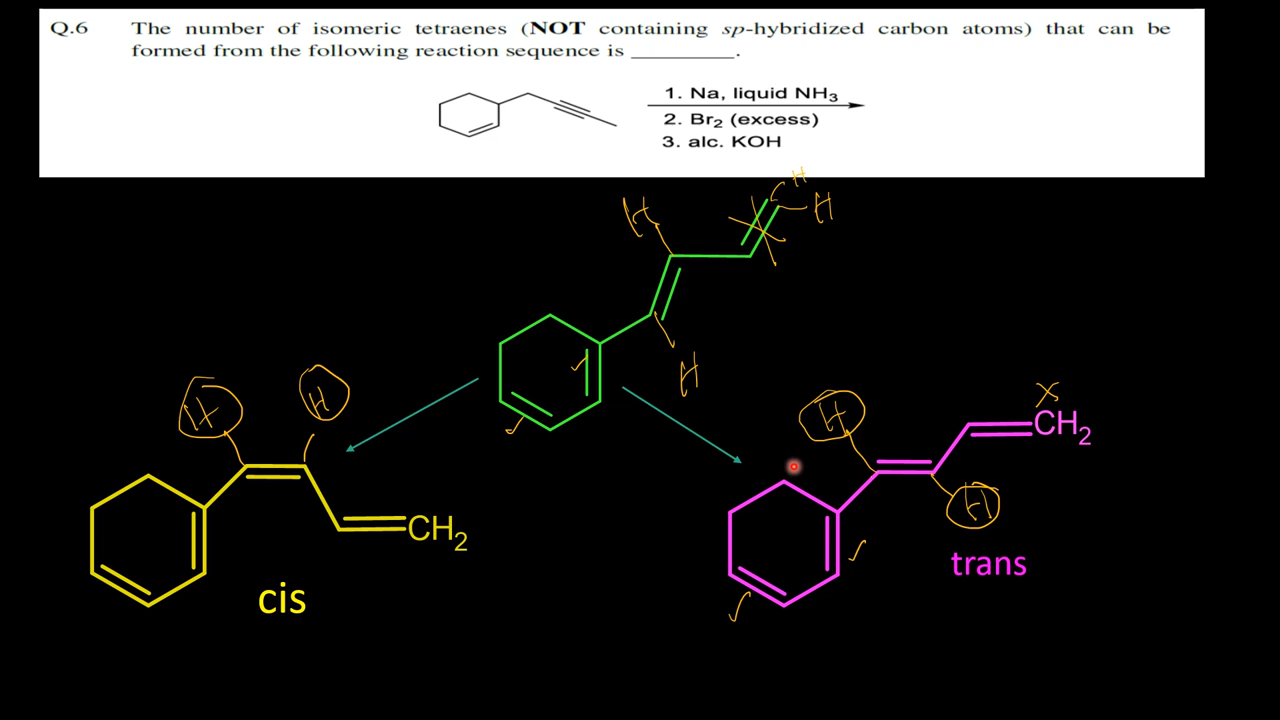 Q.6 The number of isomeric tetraenes (NOT containing sp-hybridized carbon atoms) that can be
formed from the following reaction sequence is __________.
1. Na, liquid NH3
2. Br2 (excess)
3. alc. KOH
H
H
H
H
H
H
H
X
CH2
H
CH2
cis
trans